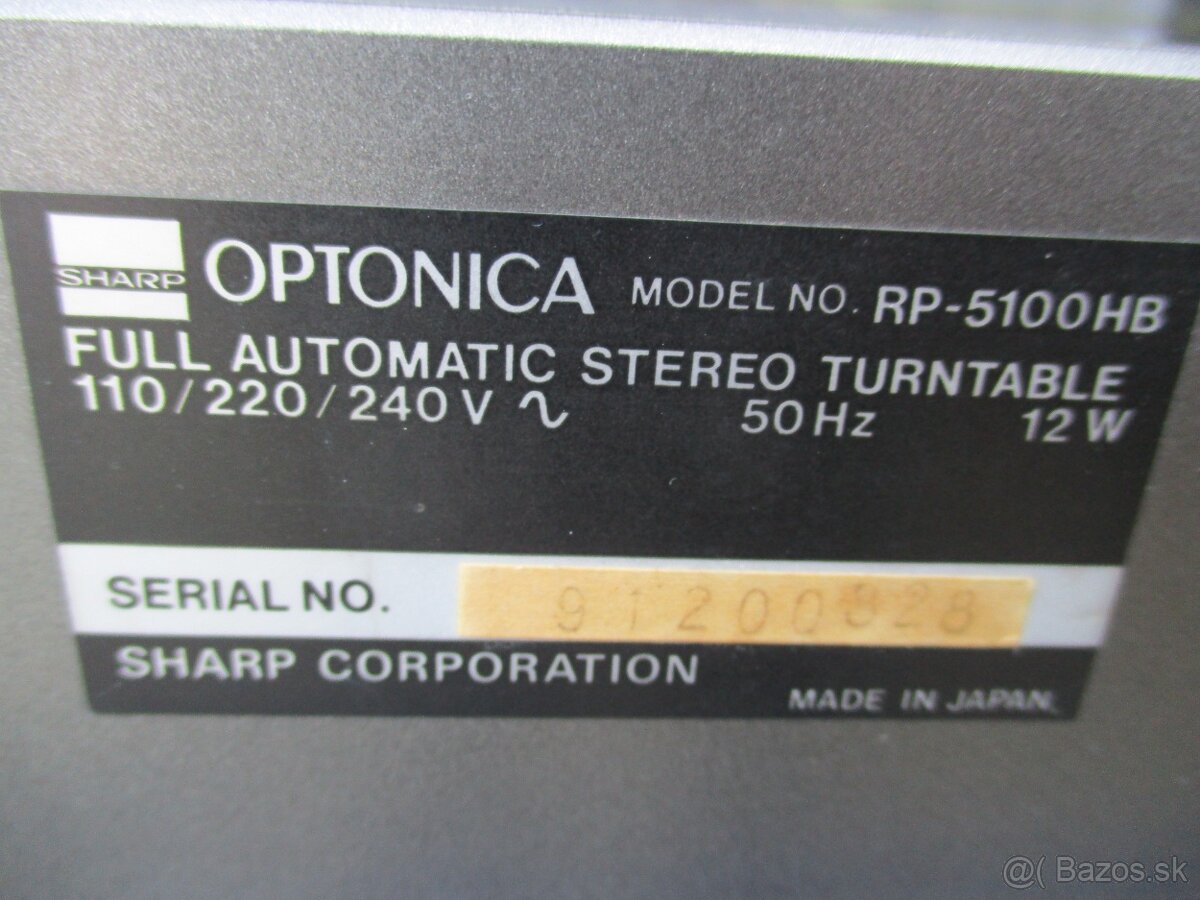 SHARP OPTONICA MODEL NO. RP-5100HB
FULL AUTOMATIC STEREO TURNTABLE
110/220/240V ∿ 50Hz 12W
SERIAL NO. 91200828
SHARP CORPORATION
MADE IN JAPAN
@( Bazos.sk